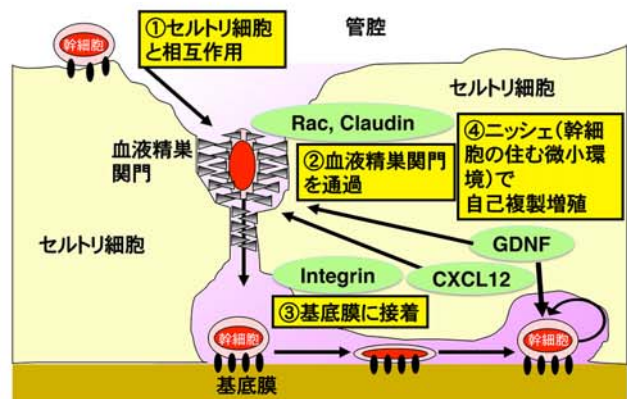 ①セルトリ細胞
と相互作用
管腔
幹細胞
セルトリ細胞
Rac, Claudin
血液精巣
関門
②血液精巣関門
を通過
④ニッシェ(幹細
胞の住む微小環
境)で
自己複製増殖
セルトリ細胞
GDNF
Integrin
CXCL12
③基底膜に接着
幹細胞
幹細胞
基底膜